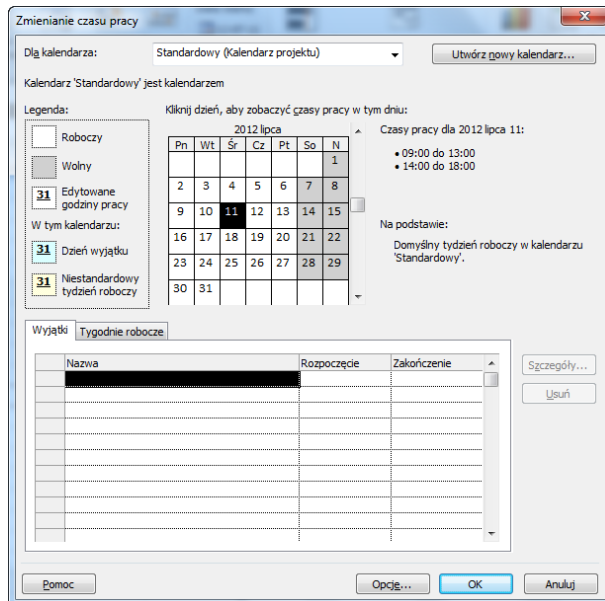 Zmienianie czasu pracy
Dla kalendarza:
Standardowy (Kalendarz projektu)
Utwórz nowy kalendarz...
Kalendarz 'Standardowy' jest kalendarzem
Legenda:
Roboczy
Wolny
31 Edytowane
godziny pracy
W tym kalendarzu:
31 Dzień wyjątku
31 Niestandardowy
tydzień roboczy
Kliknij dzień, aby zobaczyć czasy pracy w tym dniu:
2012 lipca
Pn Wt Śr Cz Pt So N
1
2 3 4 5 6 7 8
9 10 11 12 13 14 15
16 17 18 19 20 21 22
23 24 25 26 27 28 29
30 31
Czasy pracy dla 2012 lipca 11:
• 09:00 do 13:00
• 14:00 do 18:00
Na podstawie:
Domyślny tydzień roboczy w kalendarzu
'Standardowy'.
Wyjątki Tygodnie robocze
Nazwa Rozpoczęcie Zakończenie
Szczegóły...
Usuń
Pomoc Opcje... OK Anuluj